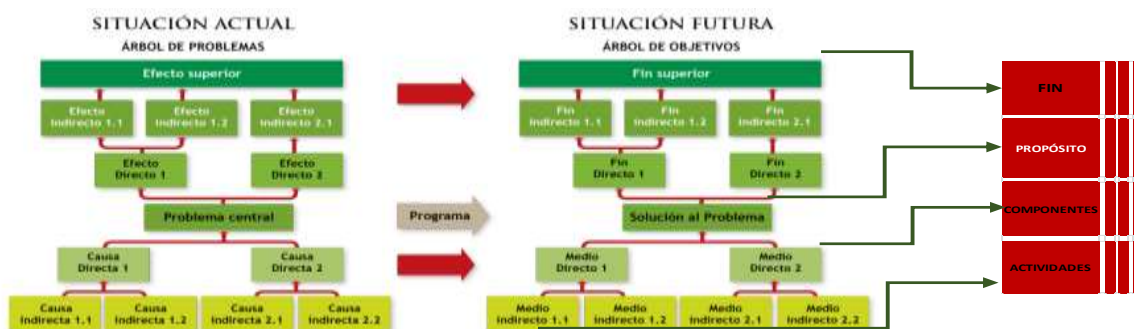 SITUACIÓN ACTUAL
ÁRBOL DE PROBLEMAS
Efecto superior
Efecto
indirecto 1.1
Efecto
indirecto 1.2
Efecto
indirecto 2.1
Efecto
Directo 1
Efecto
Directo 2
Problema central
Causa
Directa 1
Causa
Directa 2
Causa
indirecta 1.1
Causa
indirecta 1.2
Causa
indirecta 2.1
Causa
indirecta 2.2
Programa
SITUACIÓN FUTURA
ÁRBOL DE OBJETIVOS
Fin superior
Fin
indirecto 1.1
Fin
indirecto 1.2
Fin
indirecto 2.1
Fin
Directo 1
Fin
Directo 2
Solución al Problema
Medio
Directo 1
Medio
Directo 2
Medio
indirecto 1.1
Medio
indirecto 1.2
Medio
indirecto 2.1
Medio
indirecto 2.2
FIN
PROPÓSITO
COMPONENTES
ACTIVIDADES